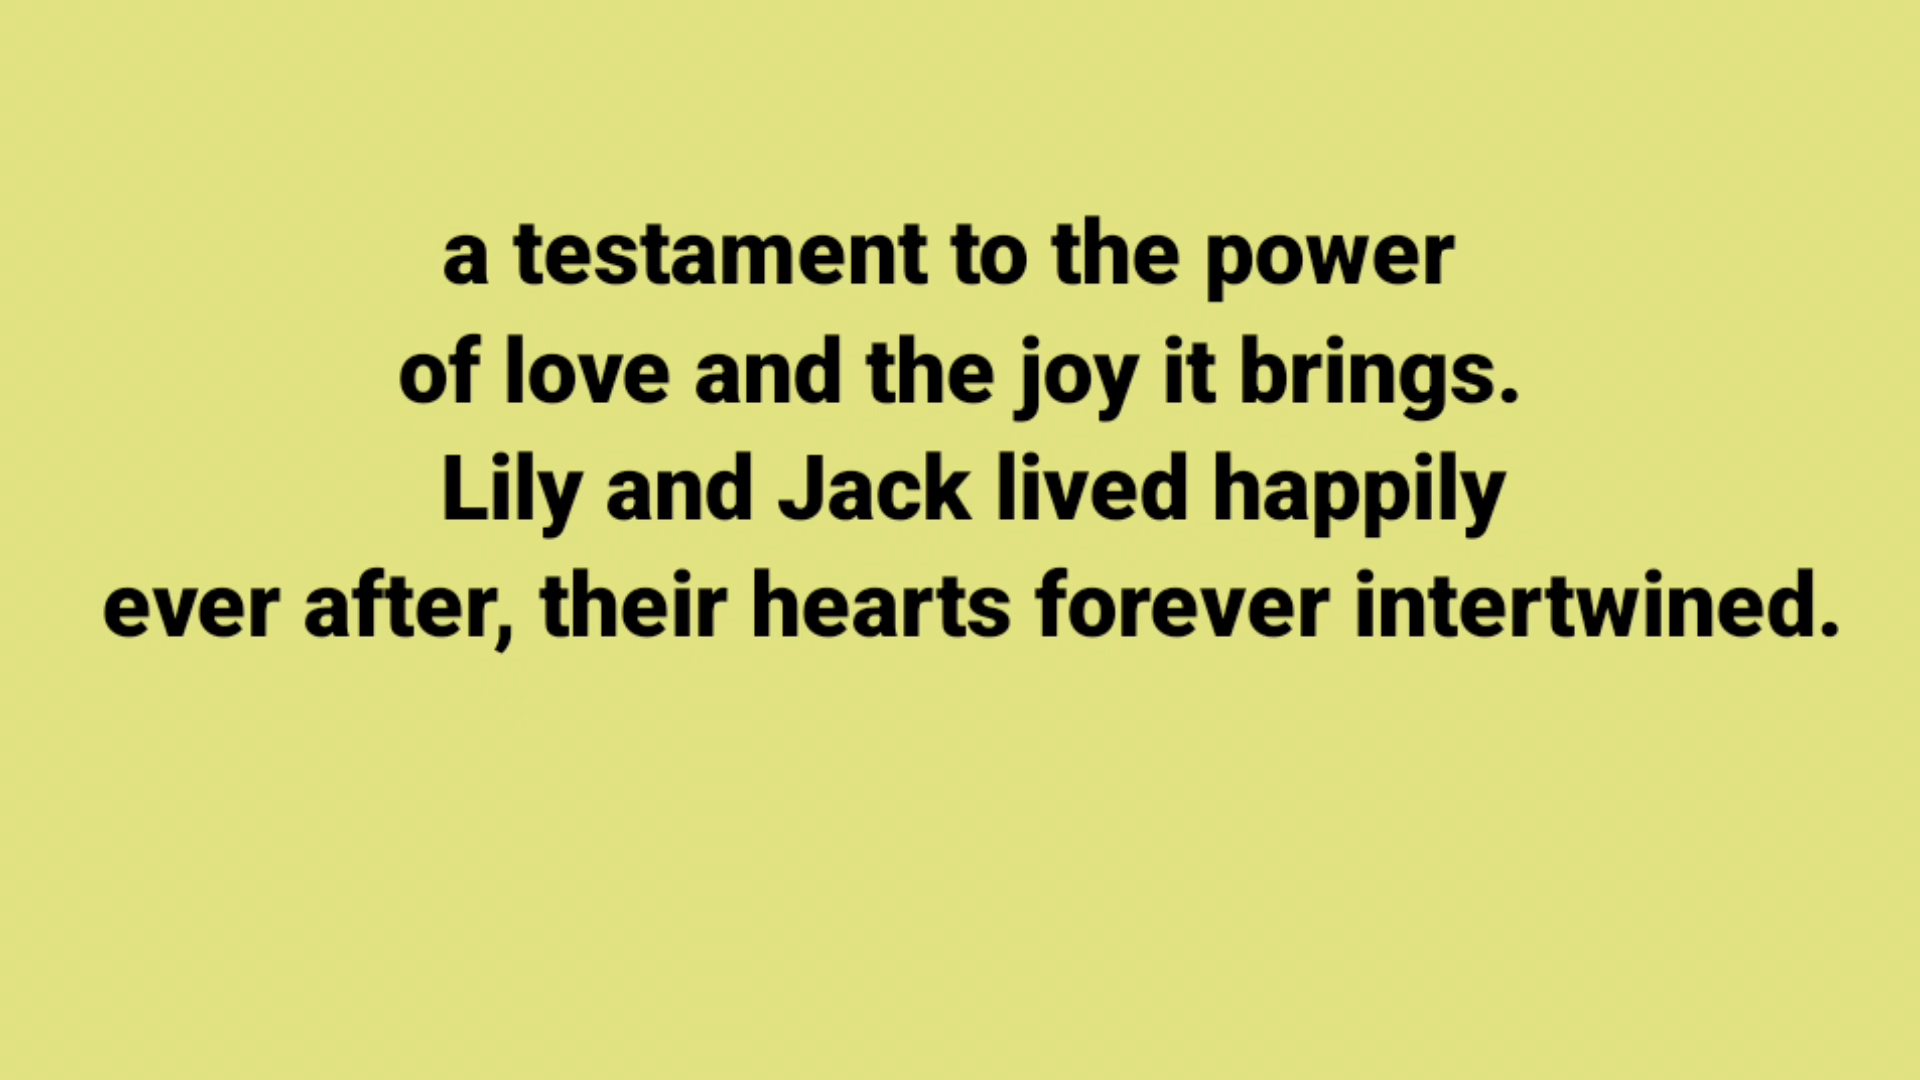 a testament to the power
of love and the joy it brings.
Lily and Jack lived happily
ever after, their hearts forever intertwined.